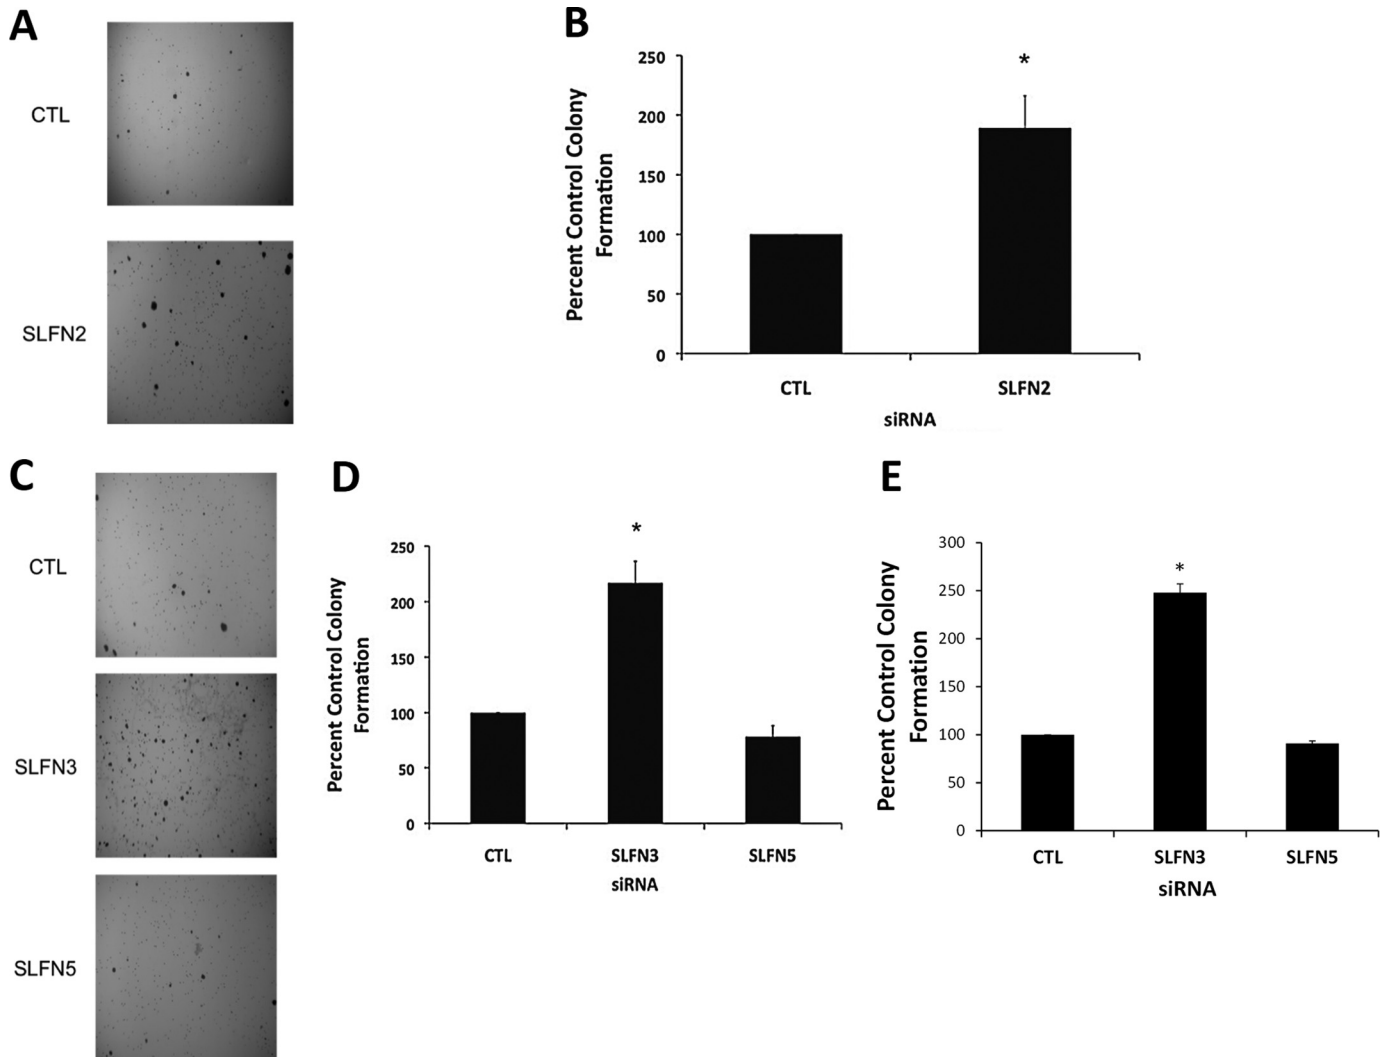 A
CTL
SLFN2
B
Percent Control Colony
Formation
250
200
150
100
50
0
*
CTL
SLFN2
siRNA
C
CTL
SLFN3
SLFN5
D
Percent Control Colony
Formation
250
200
150
100
50
0
*
CTL
SLFN3
SLFN5
siRNA
E
Percent Control Colony
Formation
300
250
200
150
100
50
0
*
CTL
SLFN3
SLFN5
siRNA